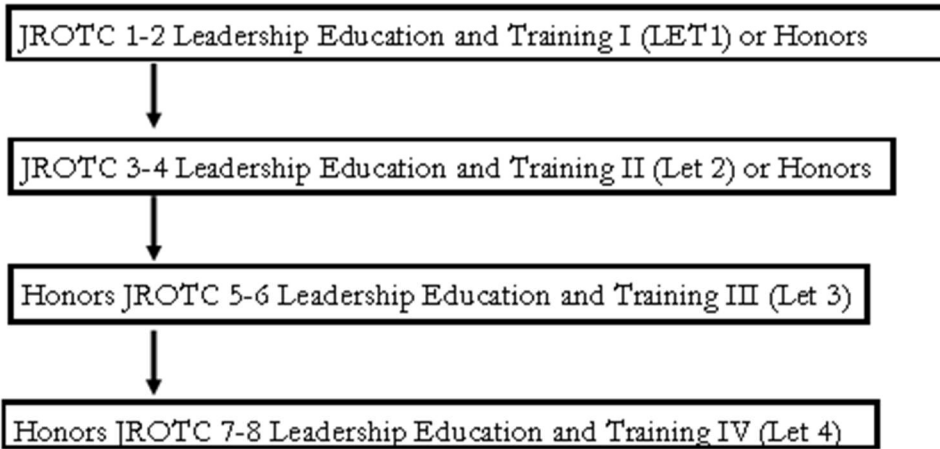 JROTC 1-2 Leadership Education and Training I (LET1) or Honors
JROTC 3-4 Leadership Education and Training II (Let 2) or Honors
Honors JROTC 5-6 Leadership Education and Training III (Let 3)
Honors JROTC 7-8 Leadership Education and Training IV (Let 4)